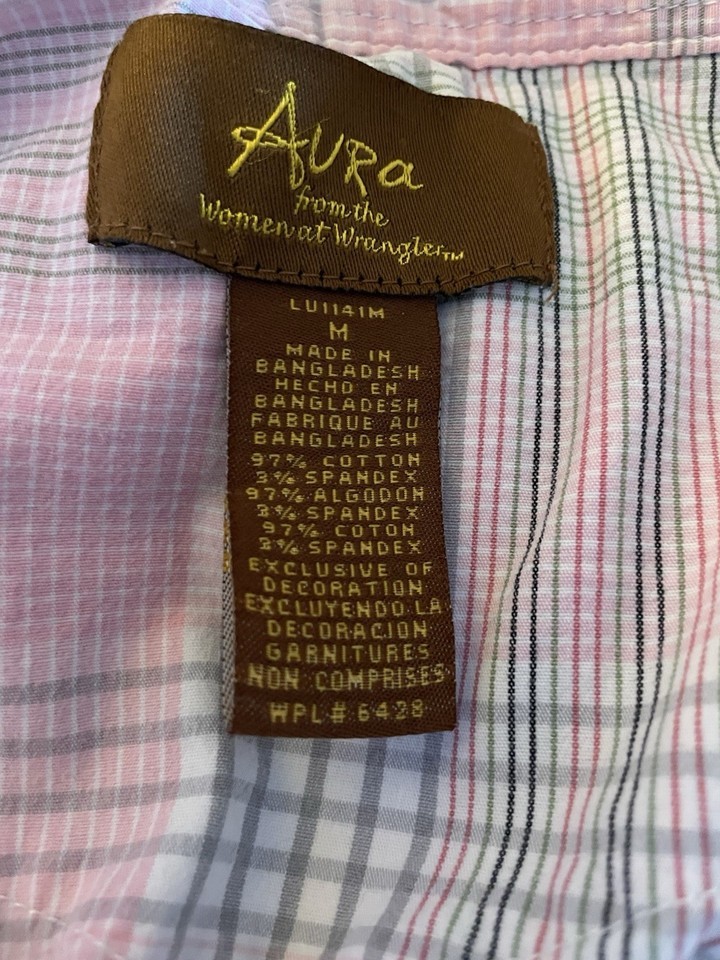 AURa
from the
Women at Wrangler™
LU1141M
M
MADE IN
BANGLADESH
HECHO EN
BANGLADESH
FABRIQUE AU
BANGLADESH
97% COTTON
3% SPANDEX
97% ALGODON
3% SPANDEX
97% COTON
3% SPANDEX
EXCLUSIVE OF
DECORATION
EXCLUYENDO LA
DECORACION
GARNITURES
NON COMPRISES
WPL# 6428